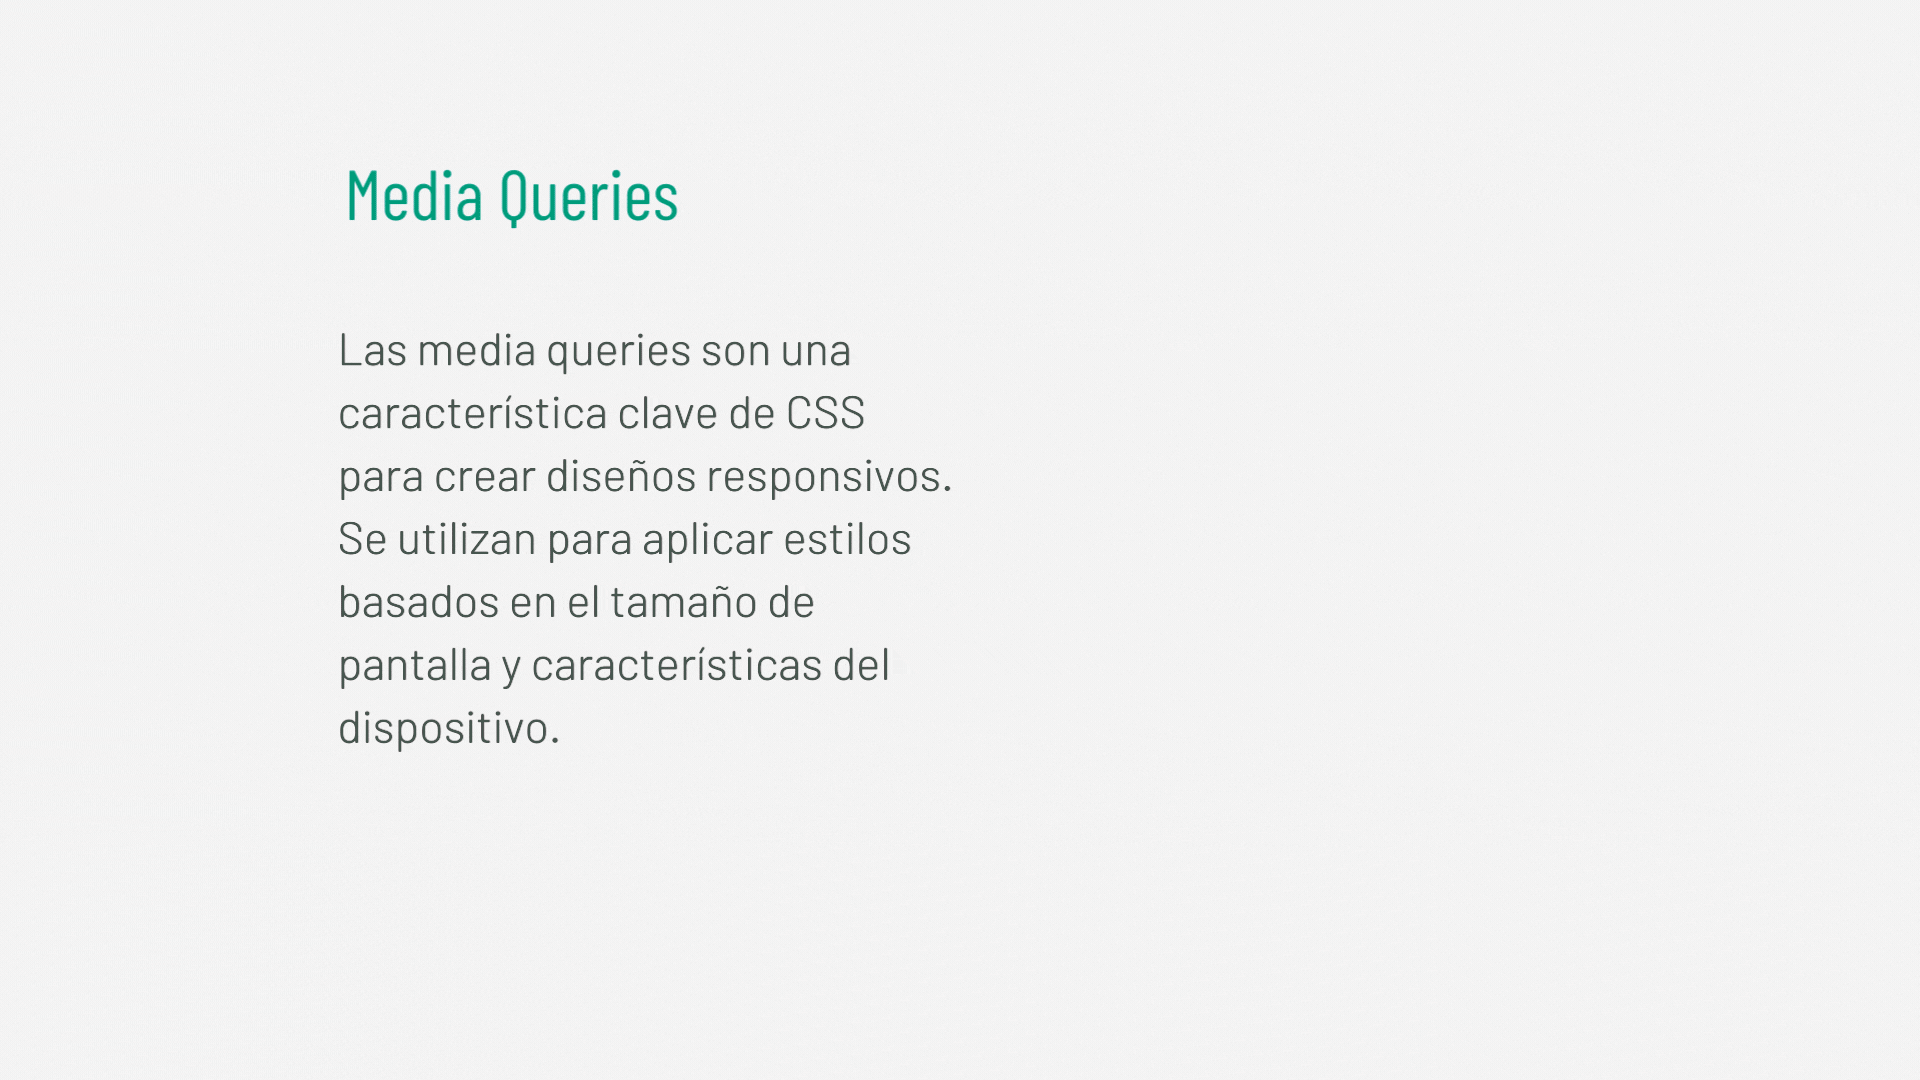 Media Queries
Las media queries son una
característica clave de CSS
para crear diseños responsivos.
Se utilizan para aplicar estilos
basados en el tamaño de
pantalla y características del
dispositivo.